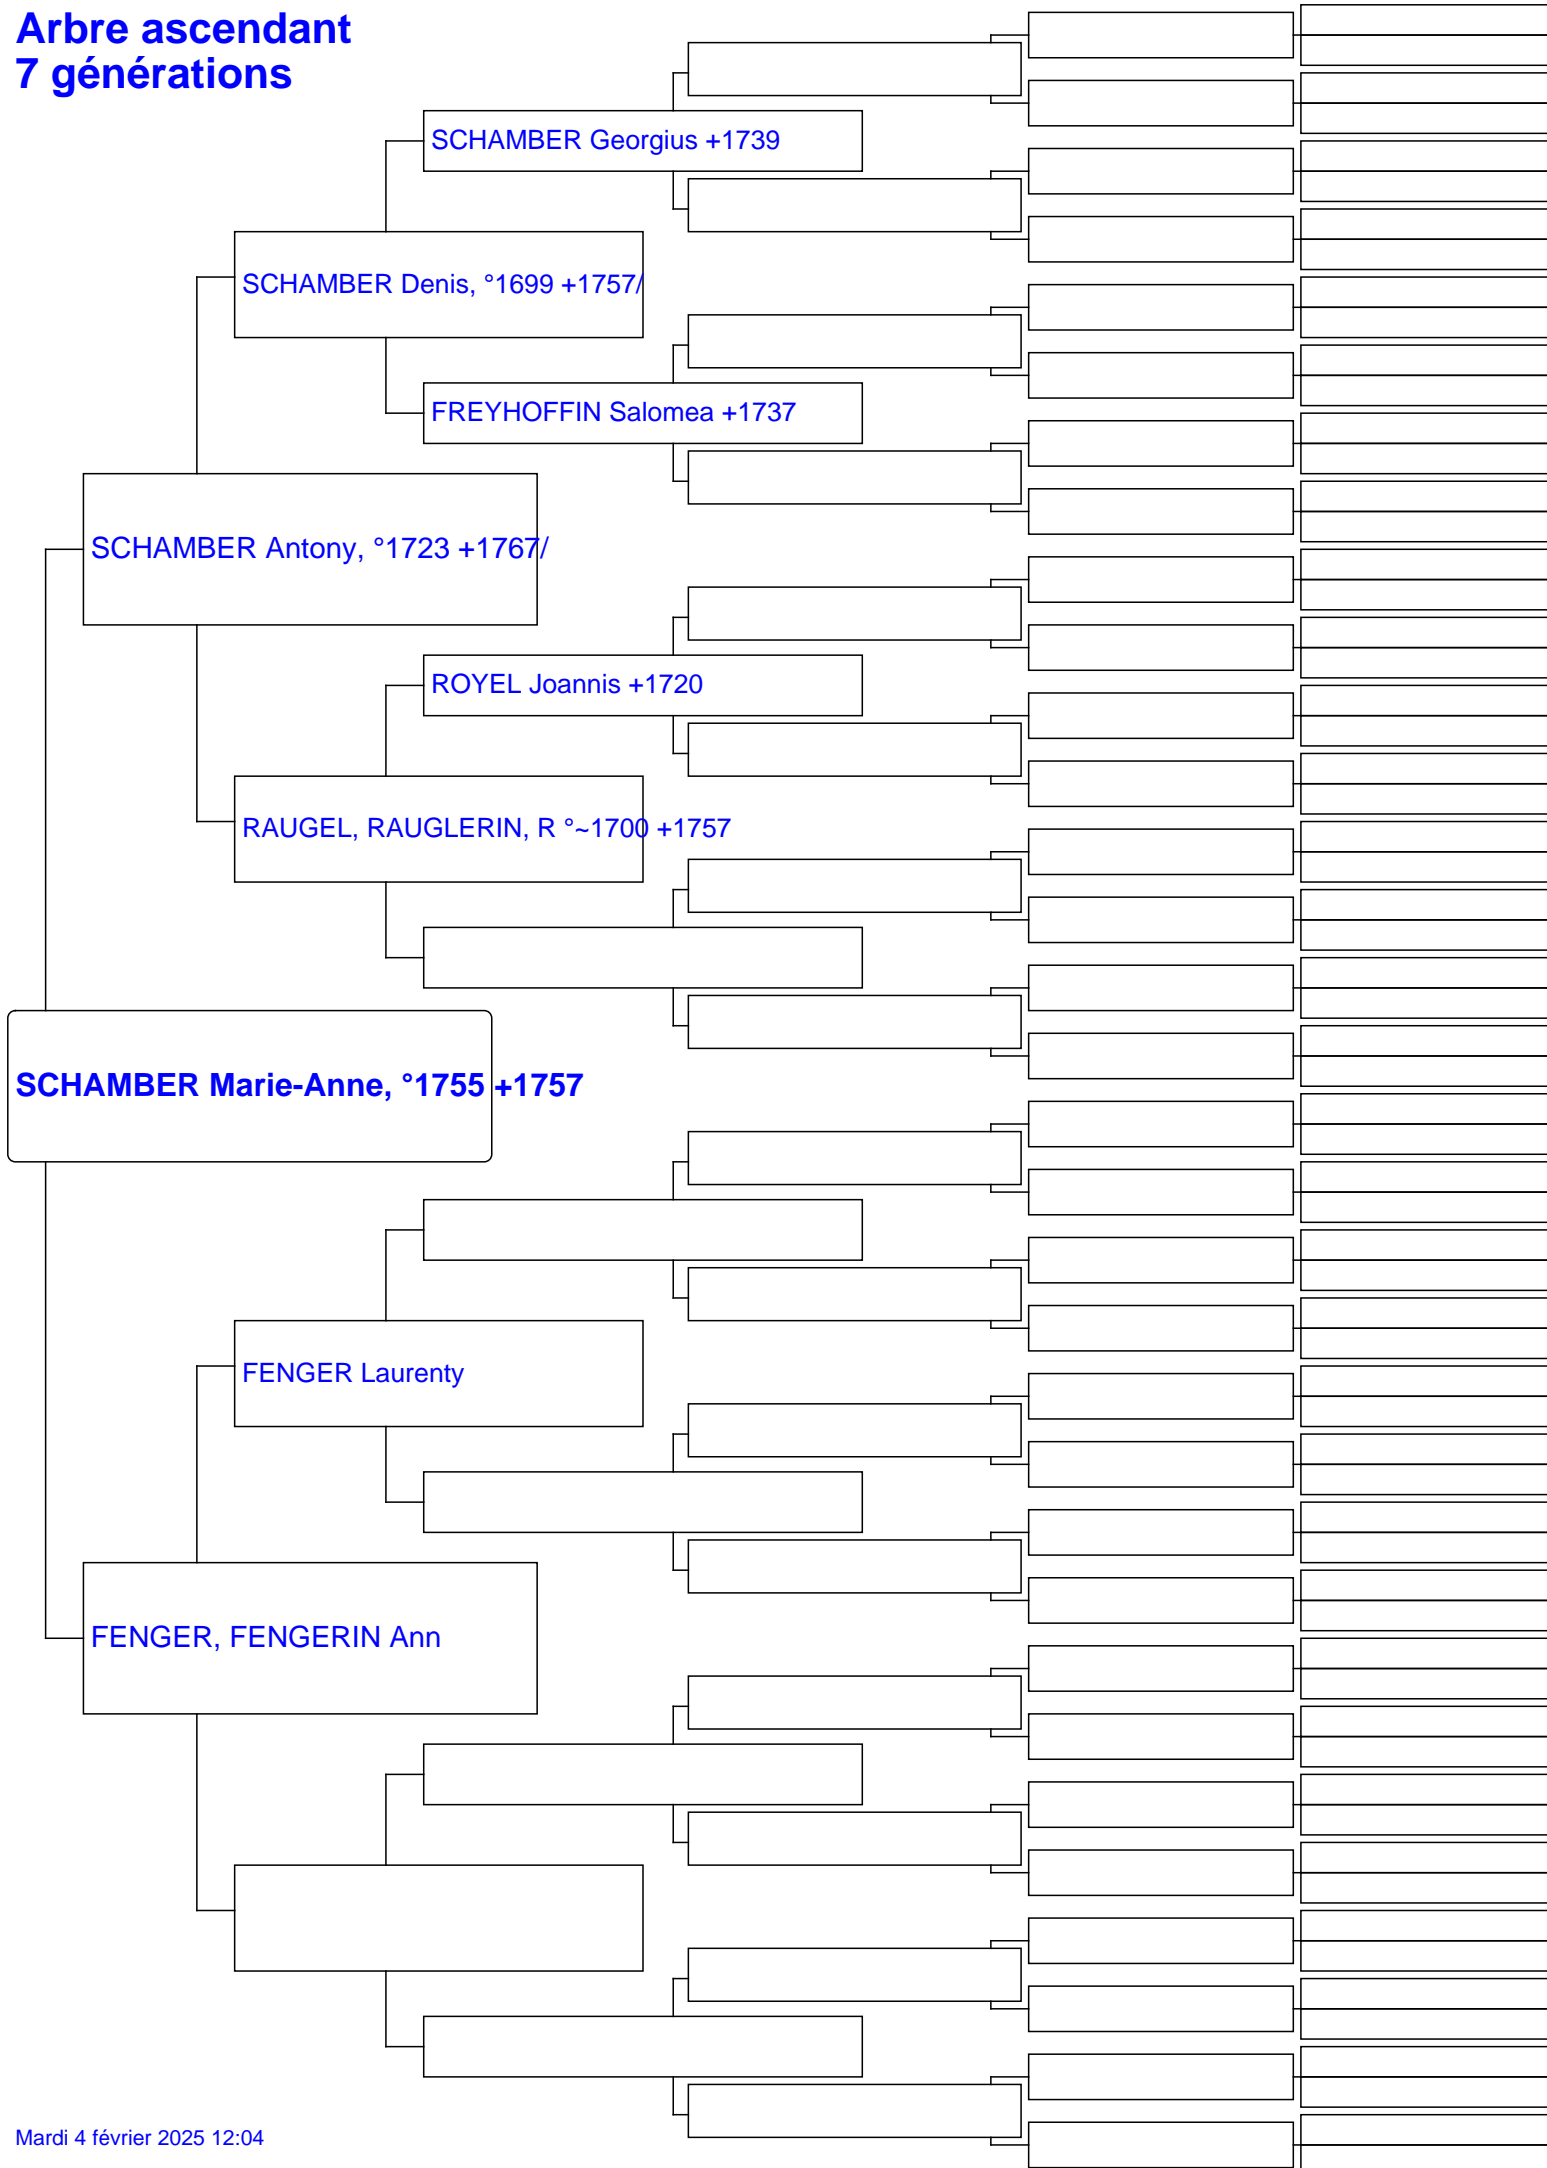 Arbre ascendant
7 générations
SCHAMBER Georgius +1739
SCHAMBER Denis, °1699 +1757/
FREYHOFFIN Salomea +1737
SCHAMBER Antony, °1723 +1767/
ROYEL Joannis +1720
RAUGEL, RAUGLERIN, R °~1700 +1757
SCHAMBER Marie-Anne, °1755 +1757
FENGER Laurenty
FENGER, FENGERIN Ann
Mardi 4 février 2025 12:04